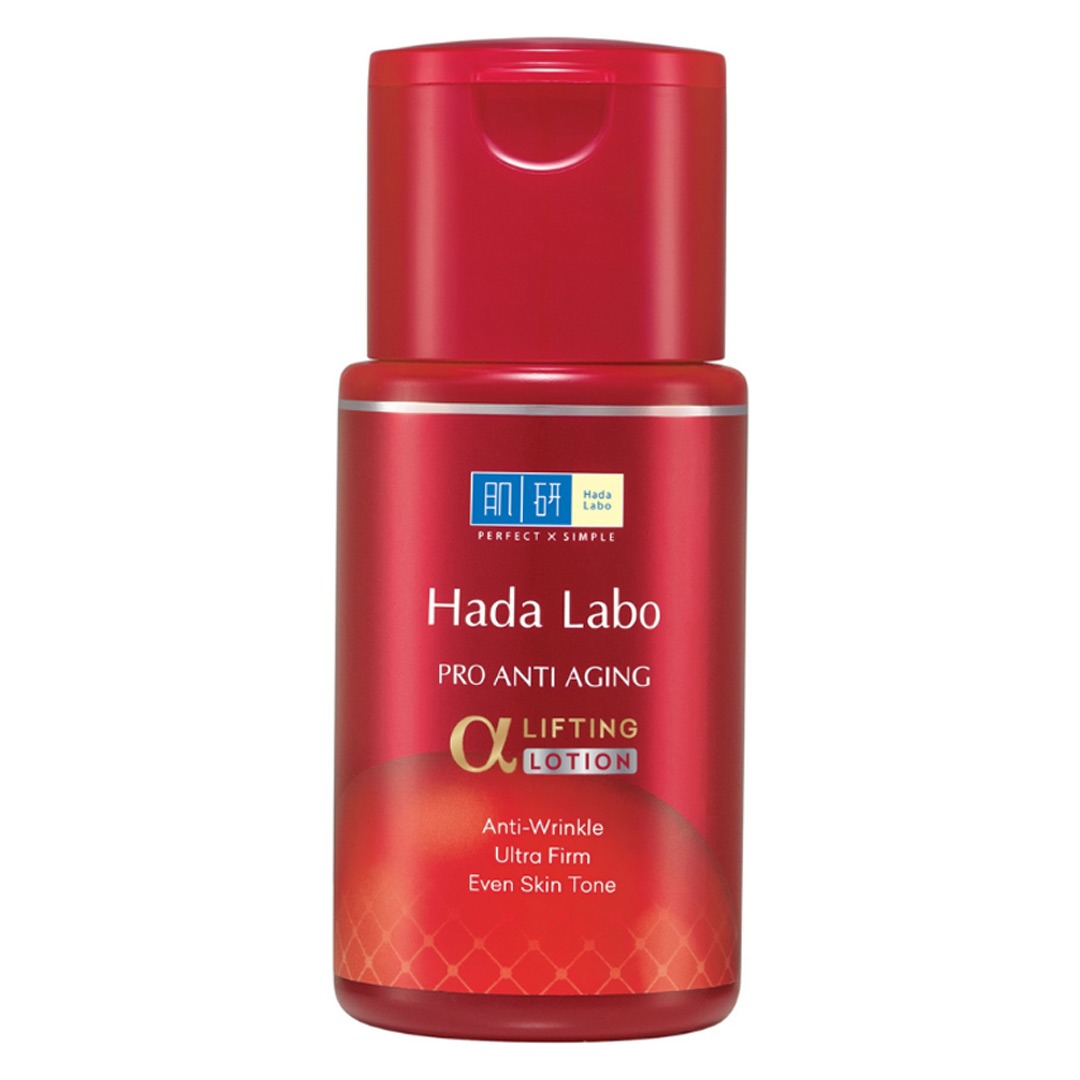 肌研 Hada
Labo
PERFECT X SIMPLE
Hada Labo
PRO ANTI AGING
α LIFTING
LOTION
Anti-Wrinkle
Ultra Firm
Even Skin Tone